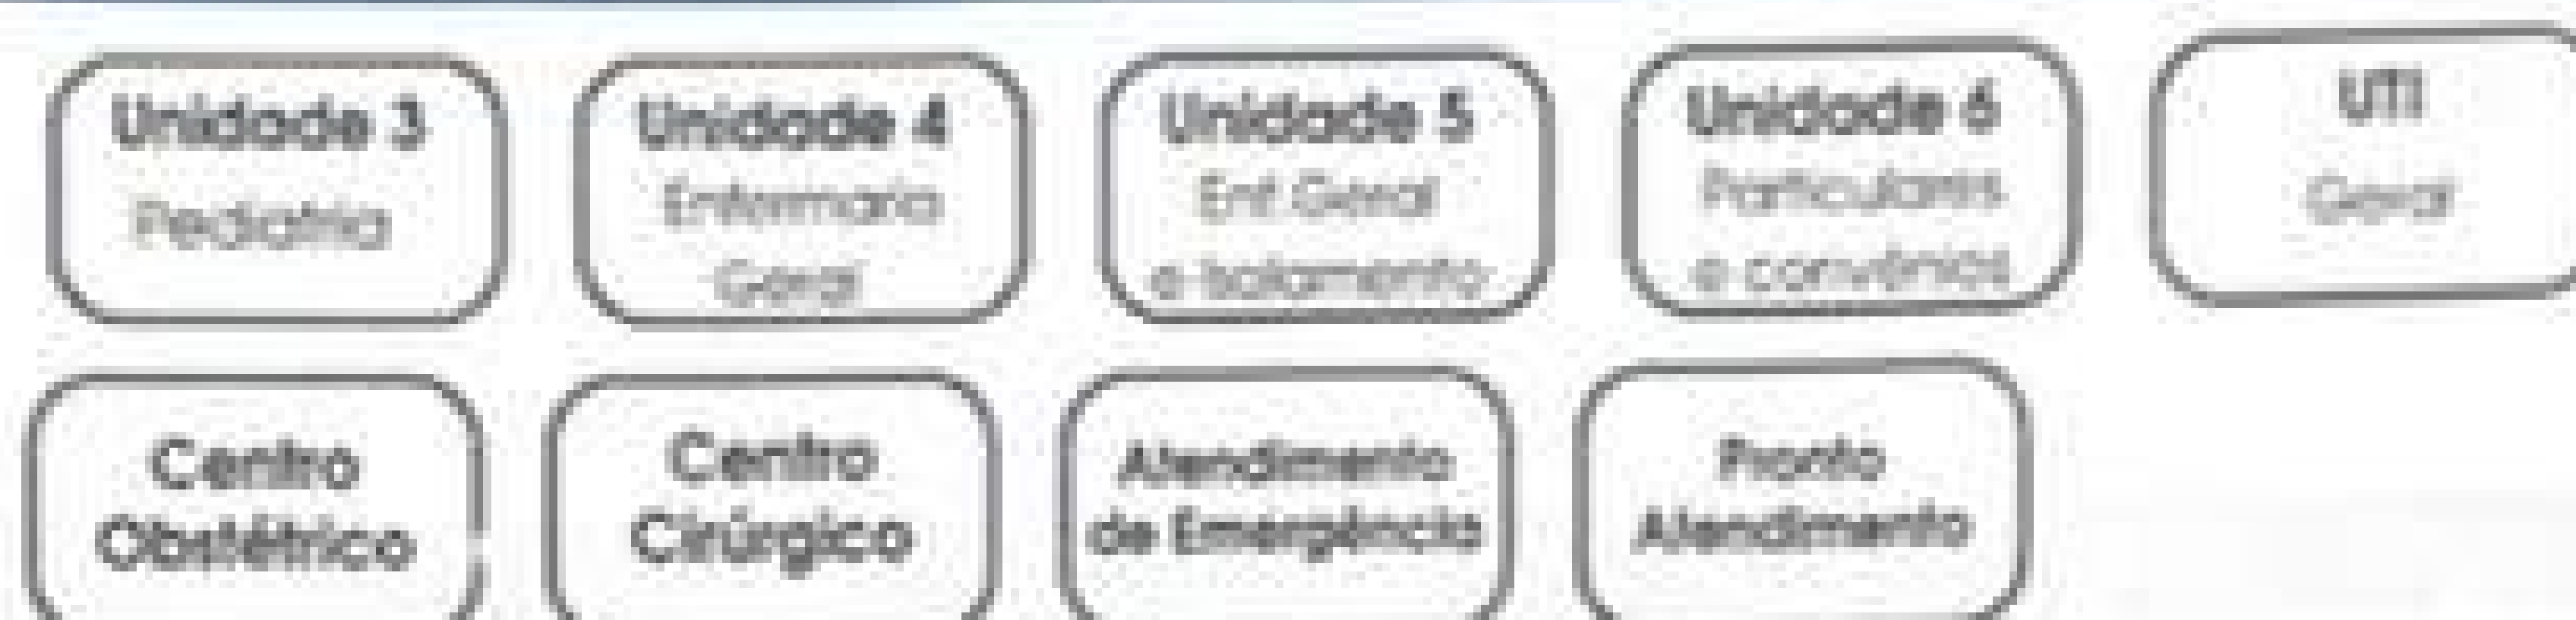 Unidade 3
Pediatria
Unidade 4
Enfermaria
Geral
Unidade 5
Enf.Geral
e Isolamento
Unidade 6
Particulares
e convênios
UTI
Geral
Centro
Obstétrico
Centro
Cirúrgico
Atendimento
de Emergência
Pronto
Atendimento